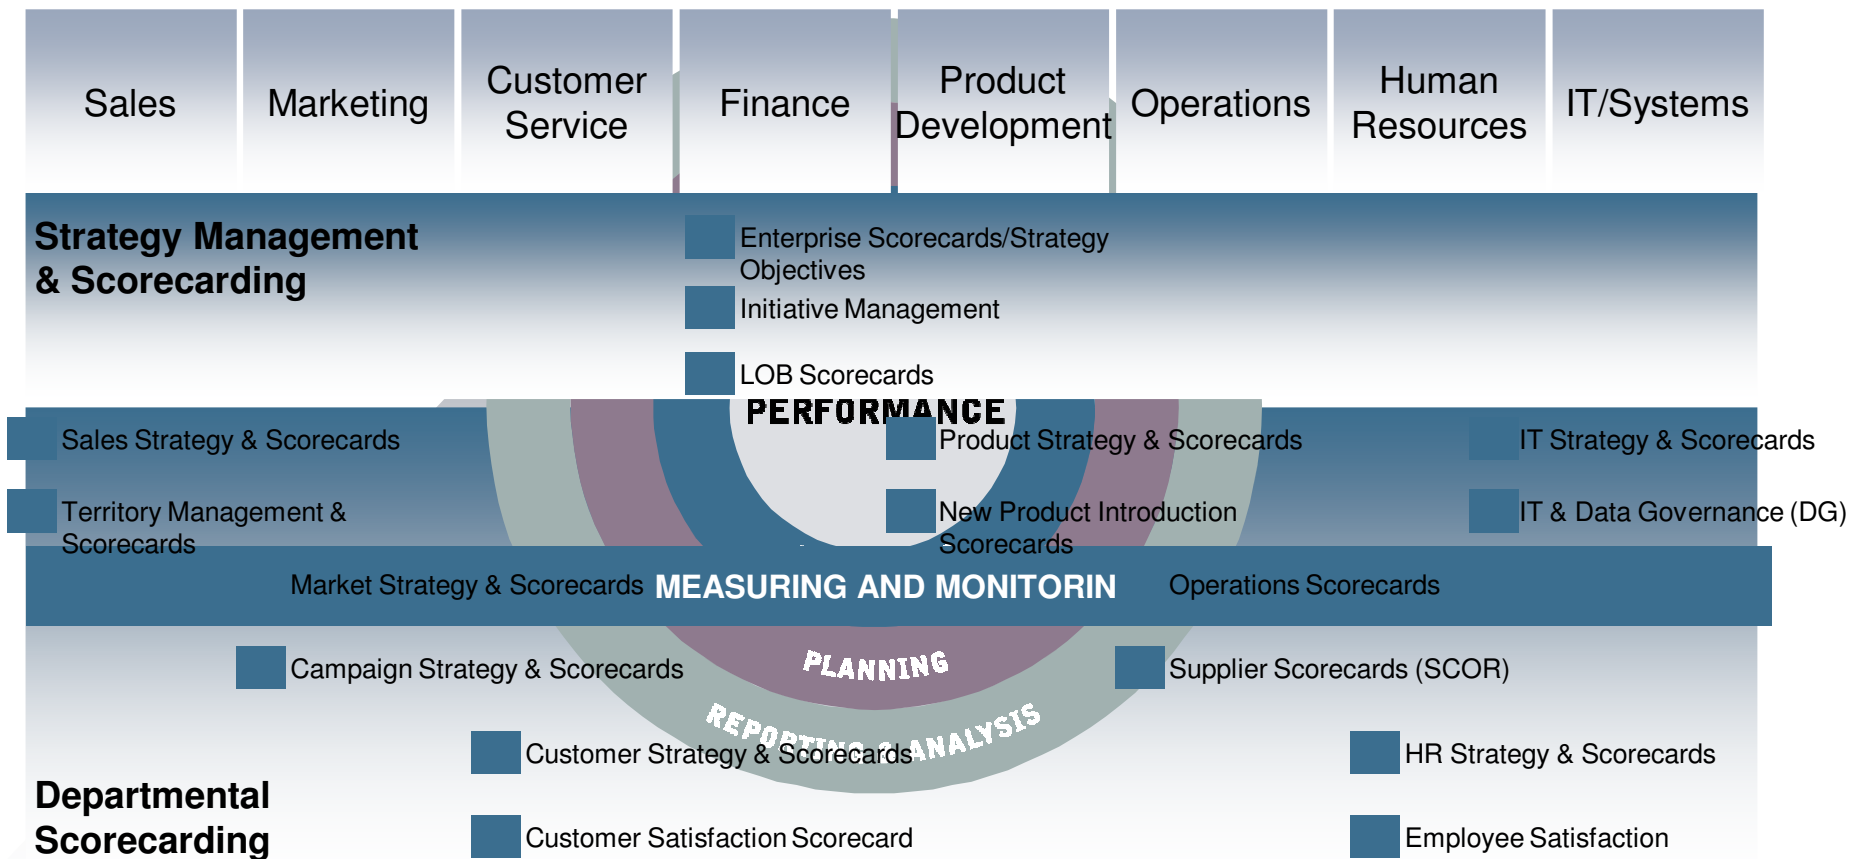 Sales
Marketing
Customer
Service
Finance
Product
Development
Operations
Human
Resources
IT/Systems
Strategy Management
& Scorecarding
Enterprise Scorecards/Strategy
Objectives
Initiative Management
LOB Scorecards
PERFORMANCE
Sales Strategy & Scorecards
Product Strategy & Scorecards
IT Strategy & Scorecards
Territory Management &
Scorecards
New Product Introduction
Scorecards
IT & Data Governance (DG)
Market Strategy & Scorecards
MEASURING AND MONITORIN
Operations Scorecards
PLANNING
Campaign Strategy & Scorecards
Supplier Scorecards (SCOR)
REPORTING & ANALYSIS
Customer Strategy & Scorecards
HR Strategy & Scorecards
Departmental
Scorecarding
Customer Satisfaction Scorecard
Employee Satisfaction